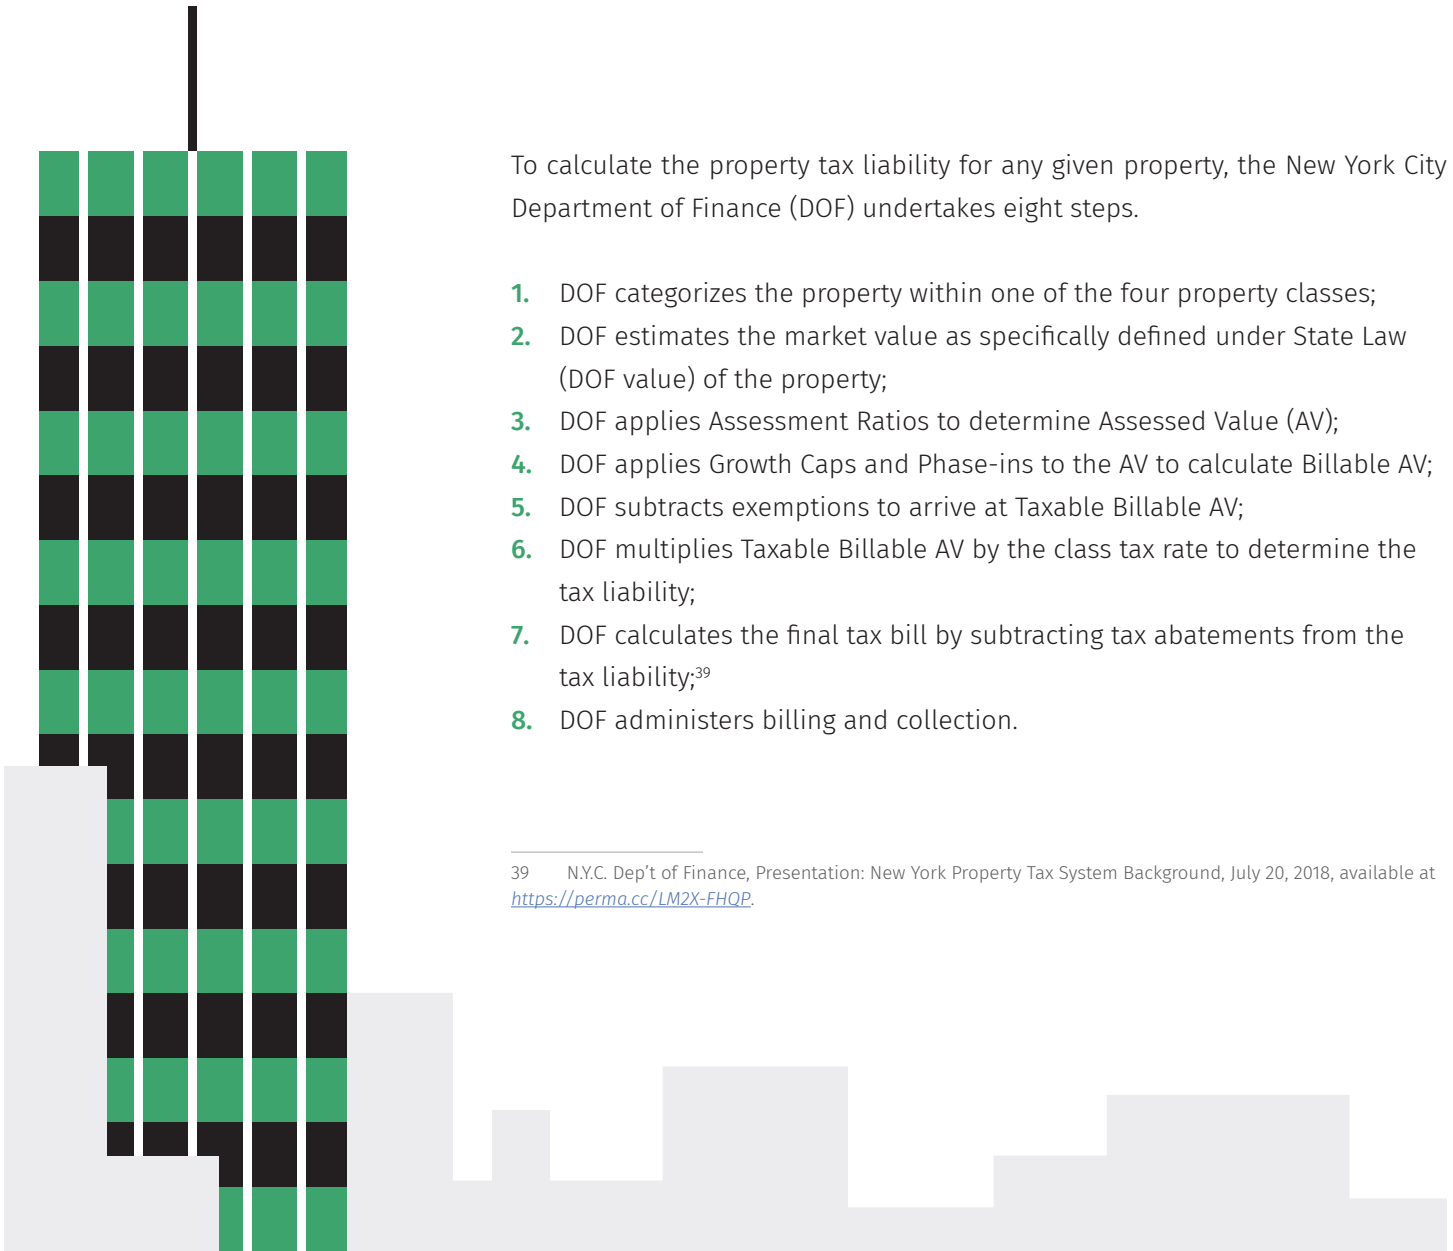 To calculate the property tax liability for any given property, the New York City
Department of Finance (DOF) undertakes eight steps.
1. DOF categorizes the property within one of the four property classes;
2. DOF estimates the market value as specifically defined under State Law
(DOF value) of the property;
3. DOF applies Assessment Ratios to determine Assessed Value (AV);
4. DOF applies Growth Caps and Phase-ins to the AV to calculate Billable AV;
5. DOF subtracts exemptions to arrive at Taxable Billable AV;
6. DOF multiplies Taxable Billable AV by the class tax rate to determine the
tax liability;
7. DOF calculates the final tax bill by subtracting tax abatements from the
tax liability;39
8. DOF administers billing and collection.
39 N.Y.C. Dep’t of Finance, Presentation: New York Property Tax System Background, July 20, 2018, available at
https://perma.cc/LM2X-FHQP.